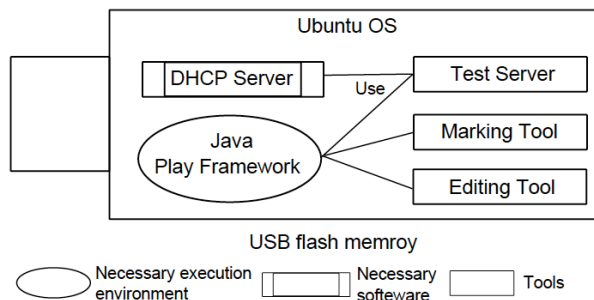 Ubuntu OS
DHCP Server
Test Server
Use
Java
Play Framework
Marking Tool
Editing Tool
USB flash memroy
Necessary execution
environment
Necessary
softeware
Tools